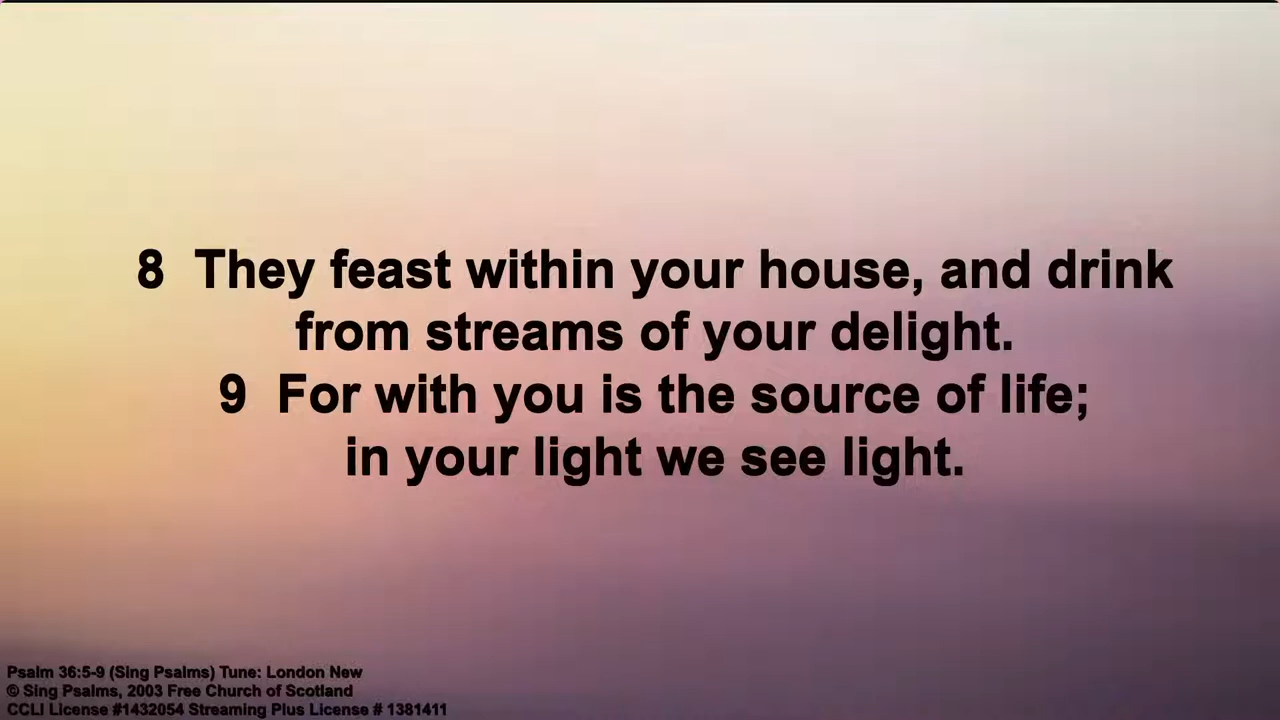 8 They feast within your house, and drink
from streams of your delight.
9 For with you is the source of life;
in your light we see light.
Psalm 36:5-9 (Sing Psalms) Tune: London New
© Sing Psalms, 2003 Free Church of Scotland
CCLI License #1432054 Streaming Plus License # 1381411